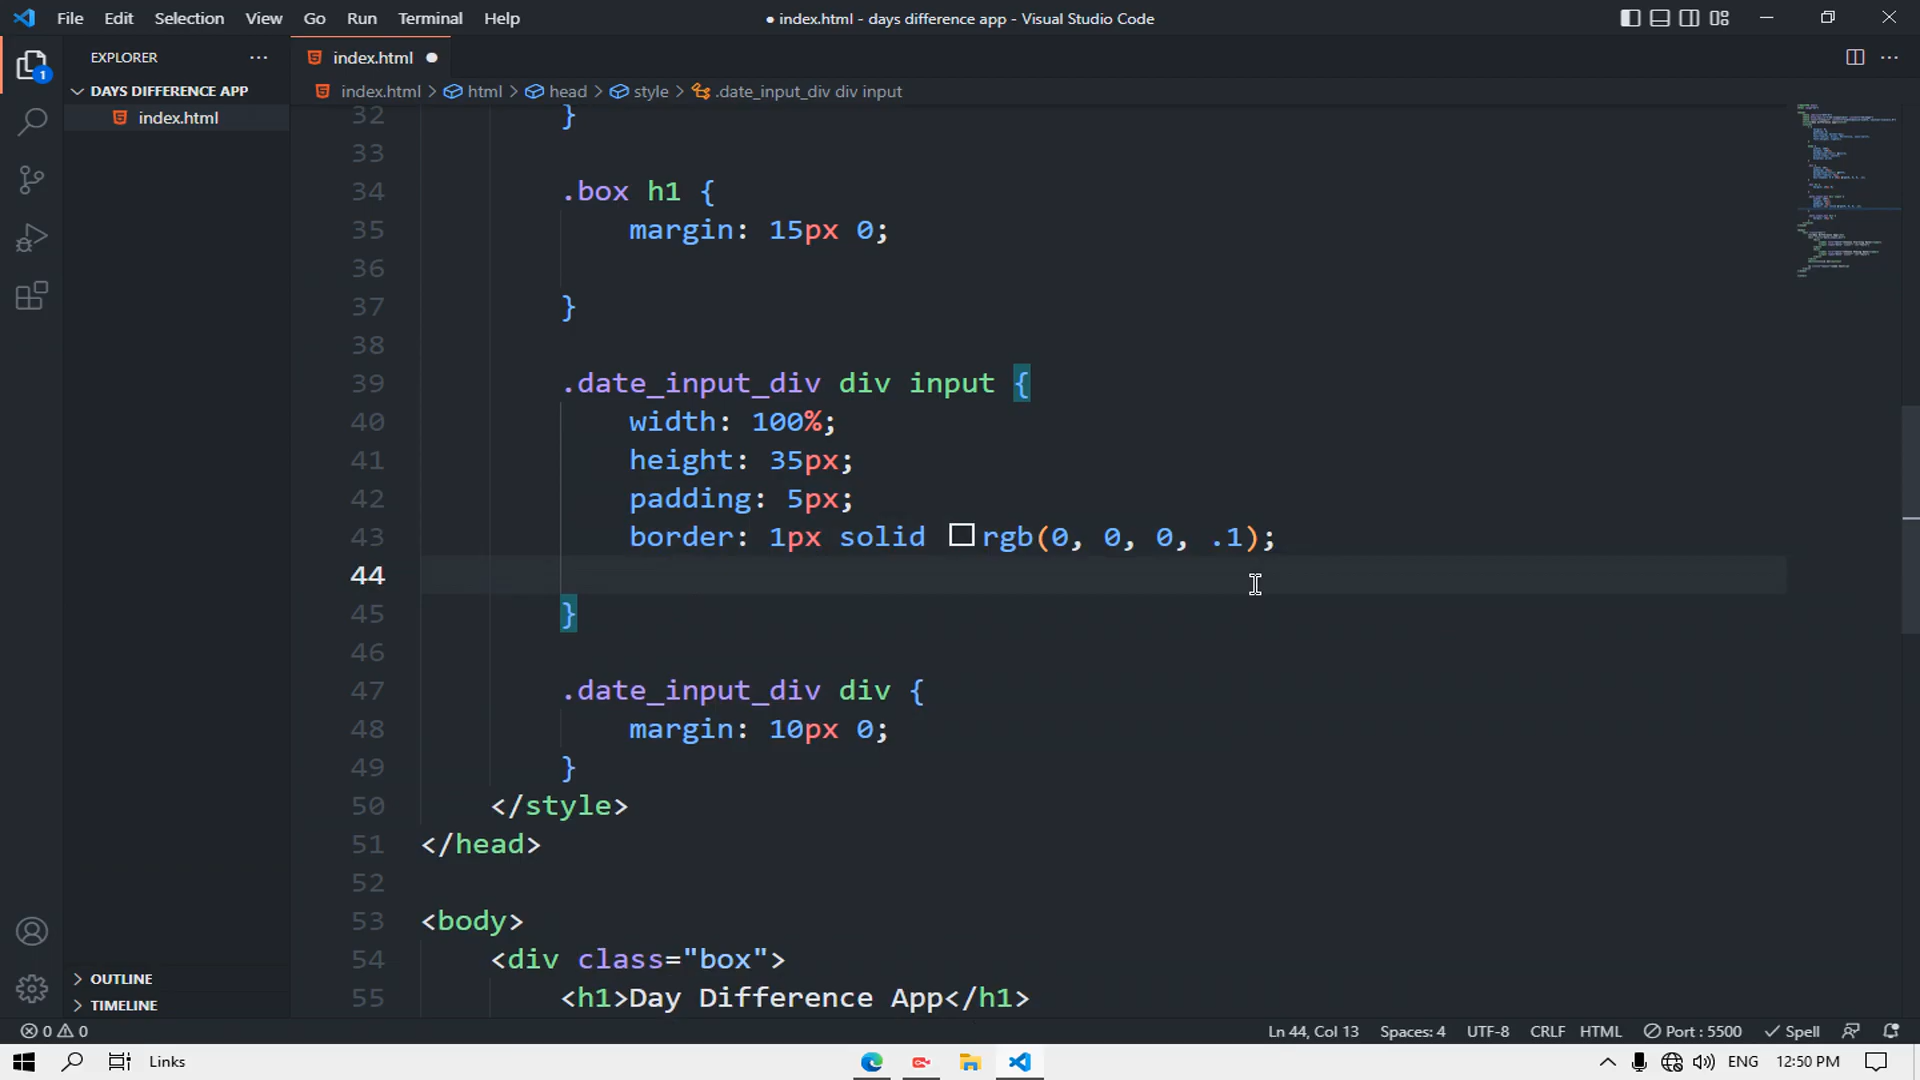 File Edit Selection View Go Run Terminal Help
● index.html - days difference app - Visual Studio Code
EXPLORER
index.html
1
DAYS DIFFERENCE APP
index.html > html > head > style > .date_input_div div input
index.html
32 }
33
34 .box h1 {
35 margin: 15px 0;
36
37 }
38
39 .date_input_div div input {
40 width: 100%;
41 height: 35px;
42 padding: 5px;
43 border: 1px solid rgb(0, 0, 0, .1);
44
45 }
46
47 .date_input_div div {
48 margin: 10px 0;
49 }
50 </style>
51 </head>
52
53 <body>
54 <div class="box">
55 <h1>Day Difference App</h1>
OUTLINE
TIMELINE
0 0
Ln 44, Col 13 Spaces: 4 UTF-8 CRLF HTML Port : 5500 Spell
Links
ENG 12:50 PM